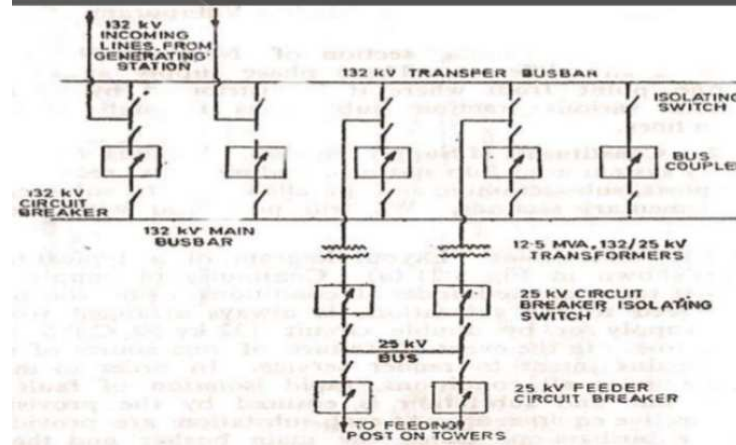 132 kV
INCOMING
LINES, FROM
GENERATING
STATION
132 kV TRANSFER BUSBAR
ISOLATING
SWITCH
BUS
COUPLER
132 kV
CIRCUIT
BREAKER
132 kV MAIN
BUSBAR
12.5 MVA, 132/25 kV
TRANSFORMERS
25 kV CIRCUIT
BREAKER ISOLATING
SWITCH
25 kV
BUS
25 kV FEEDER
CIRCUIT BREAKER
TO FEEDING
POST ON TOWERS